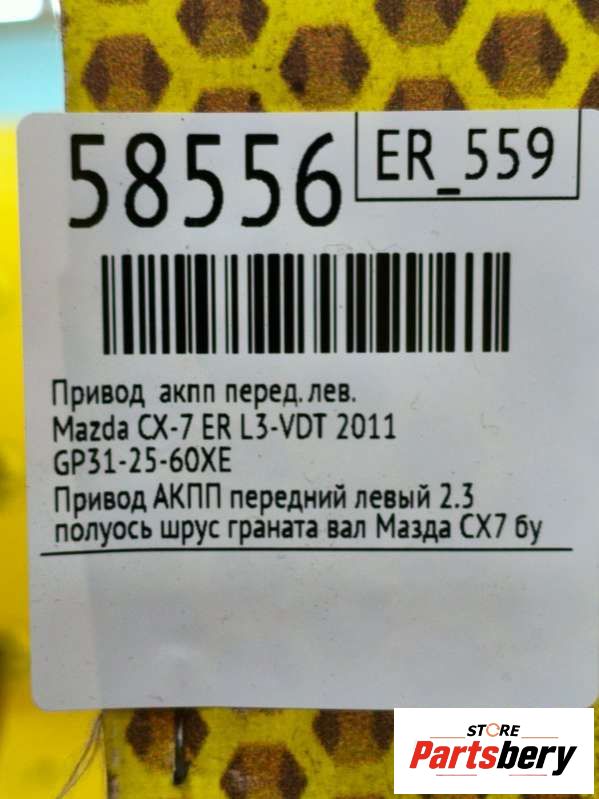 58556
ER_559
Привод акпп перед. лев.
Mazda CX-7 ER L3-VDT 2011
GP31-25-60XE
Привод АКПП передний левый 2.3
полуось шрус граната вал Мазда СХ7 бу
STORE
Partsbery